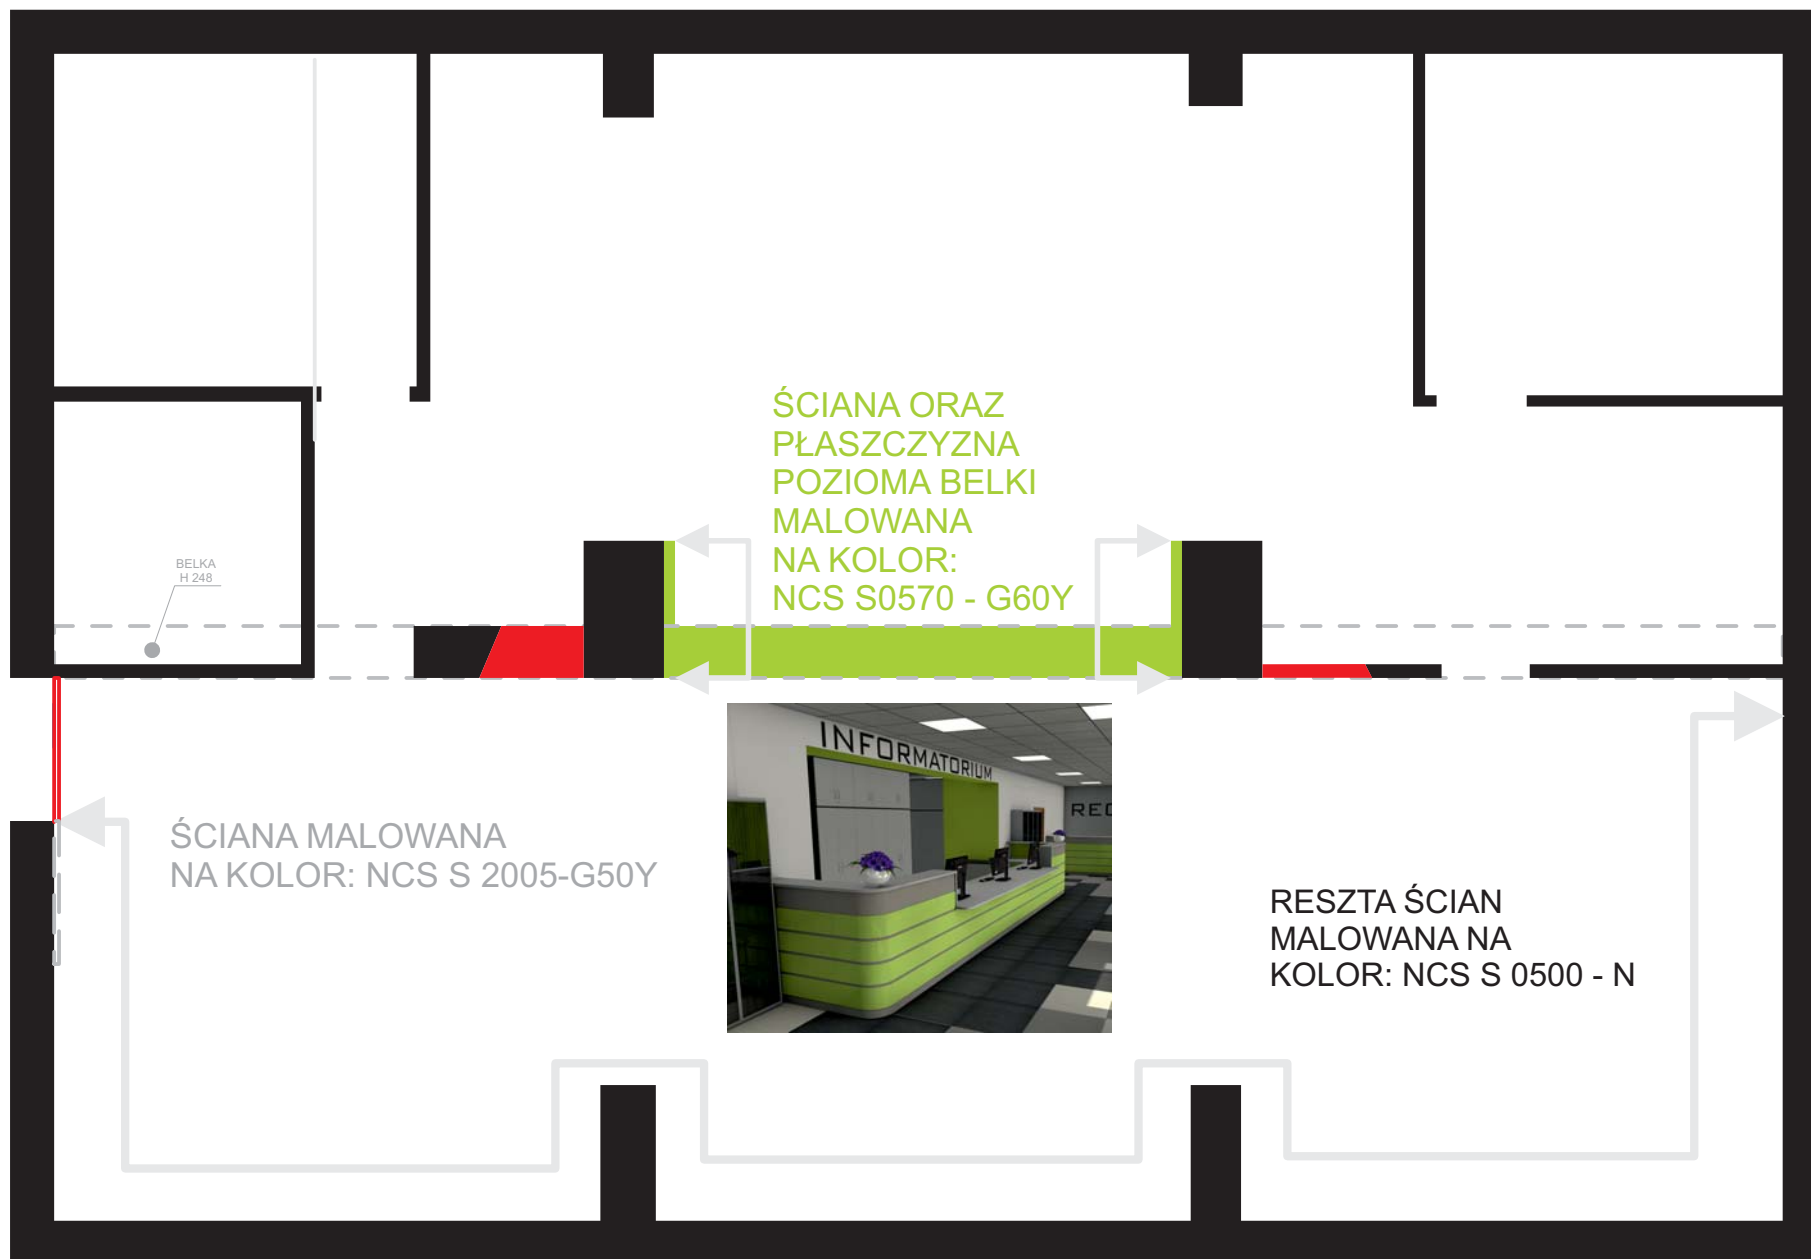 ŚCIANA ORAZ
PŁASZCZYZNA
POZIOMA BELKI
MALOWANA
NA KOLOR:
NCS S0570 - G60Y
BELKA
H 248
INFORMATORIUM
REC
ŚCIANA MALOWANA
NA KOLOR: NCS S 2005-G50Y
RESZTA ŚCIAN
MALOWANA NA
KOLOR: NCS S 0500 - N